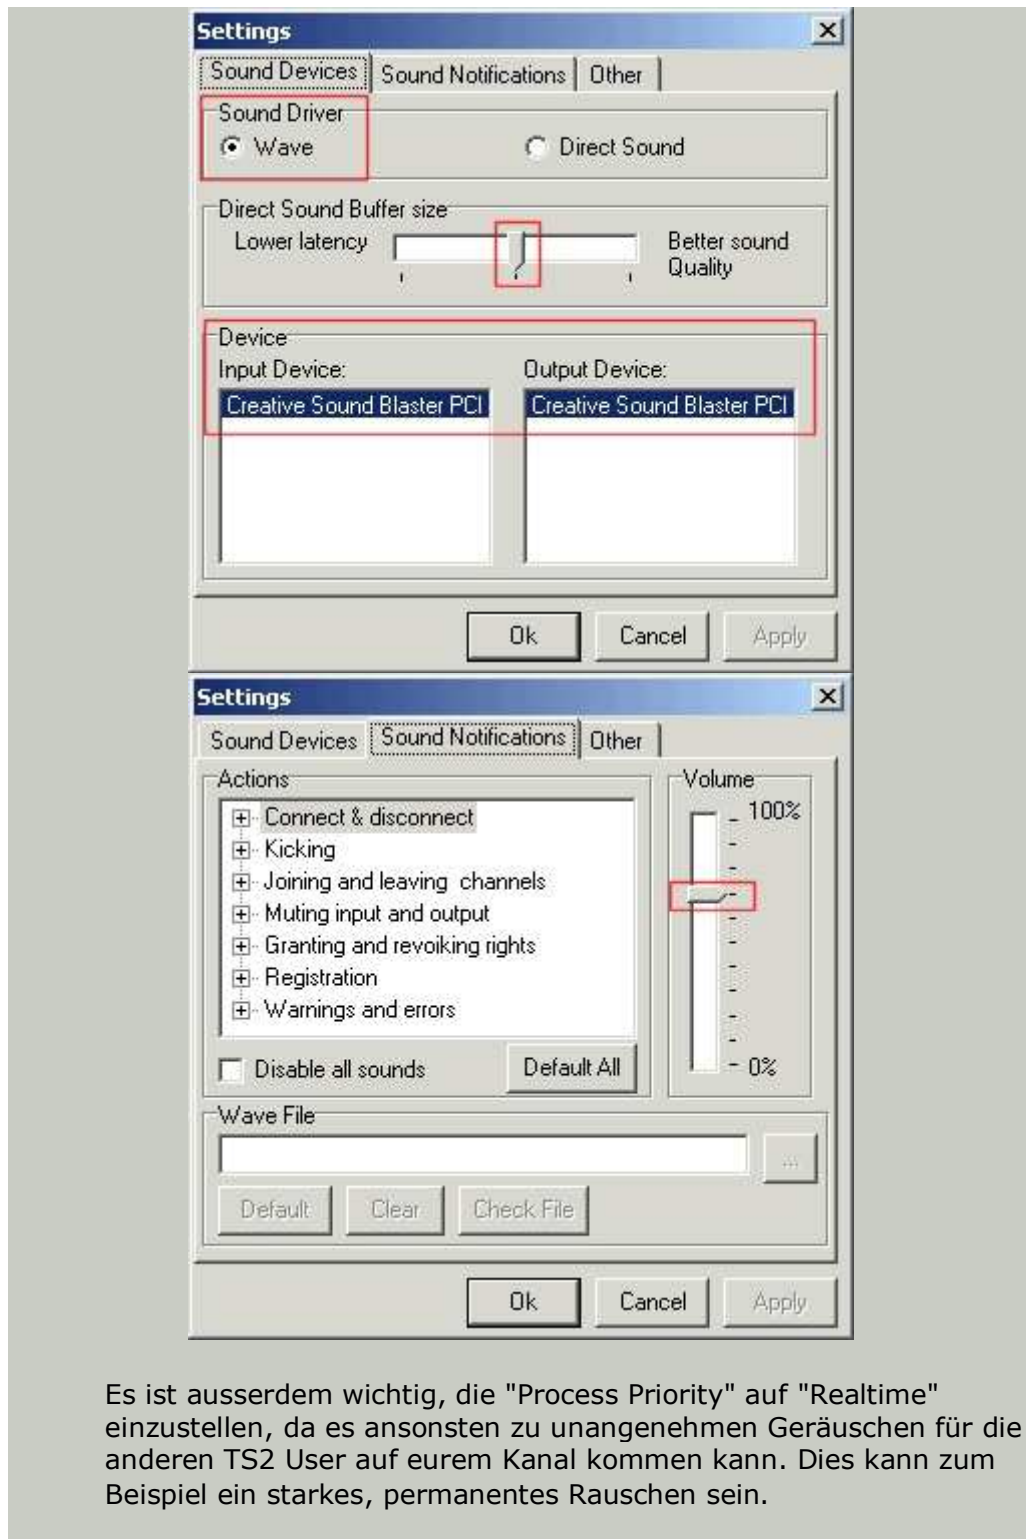 Settings
Sound Devices Sound Notifications Other
Sound Driver
Wave Direct Sound
Direct Sound Buffer size
Lower latency Better sound
Quality
Device
Input Device: Output Device:
Creative Sound Blaster PCI Creative Sound Blaster PCI
Ok Cancel Apply
Settings
Sound Devices Sound Notifications Other
Actions Volume
Connect & disconnect 100%
Kicking
Joining and leaving channels
Muting input and output
Granting and revoiking rights
Registration
Warnings and errors
Disable all sounds Default All 0%
Wave File
...
Default Clear Check File
Ok Cancel Apply
Es ist ausserdem wichtig, die "Process Priority" auf "Realtime"
einzustellen, da es ansonsten zu unangenehmen Geräuschen für die
anderen TS2 User auf eurem Kanal kommen kann. Dies kann zum
Beispiel ein starkes, permanentes Rauschen sein.